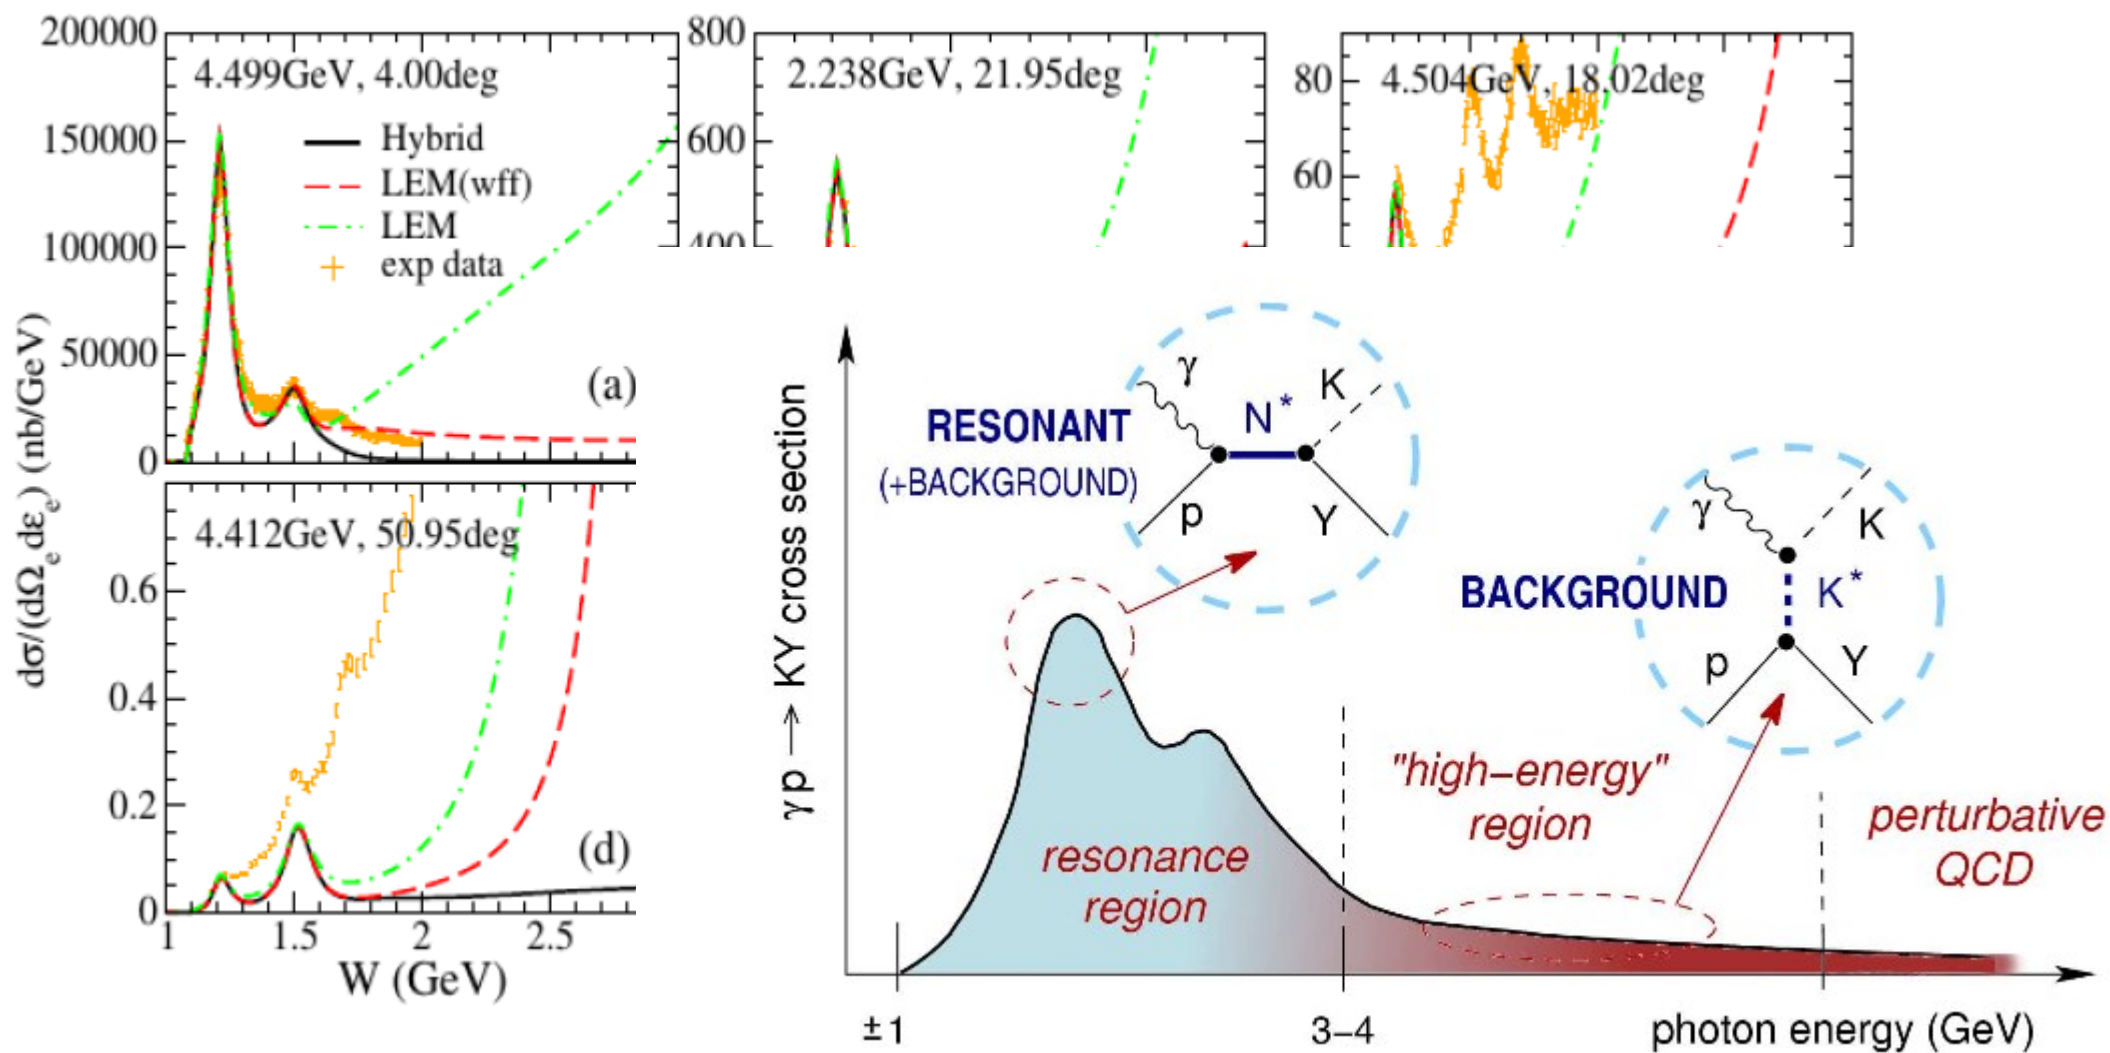 200000
150000
100000
50000
0
4.499GeV, 4.00deg
Hybrid
LEM(wff)
LEM
exp data
(a)
800
600
400
2.238GeV, 21.95deg
80
60
4.504GeV, 18.02deg
dσ/(dΩe dεe) (nb/GeV)
4.412GeV, 50.95deg
0.6
0.4
0.2
0
(d)
1 1.5 2 2.5
W (GeV)
γp → KY cross section
RESONANT
(+BACKGROUND)
γ
N*
K
p
Y
BACKGROUND
γ
K
K*
p
Y
"high–energy"
region
perturbative
QCD
resonance
region
±1 3–4 photon energy (GeV)